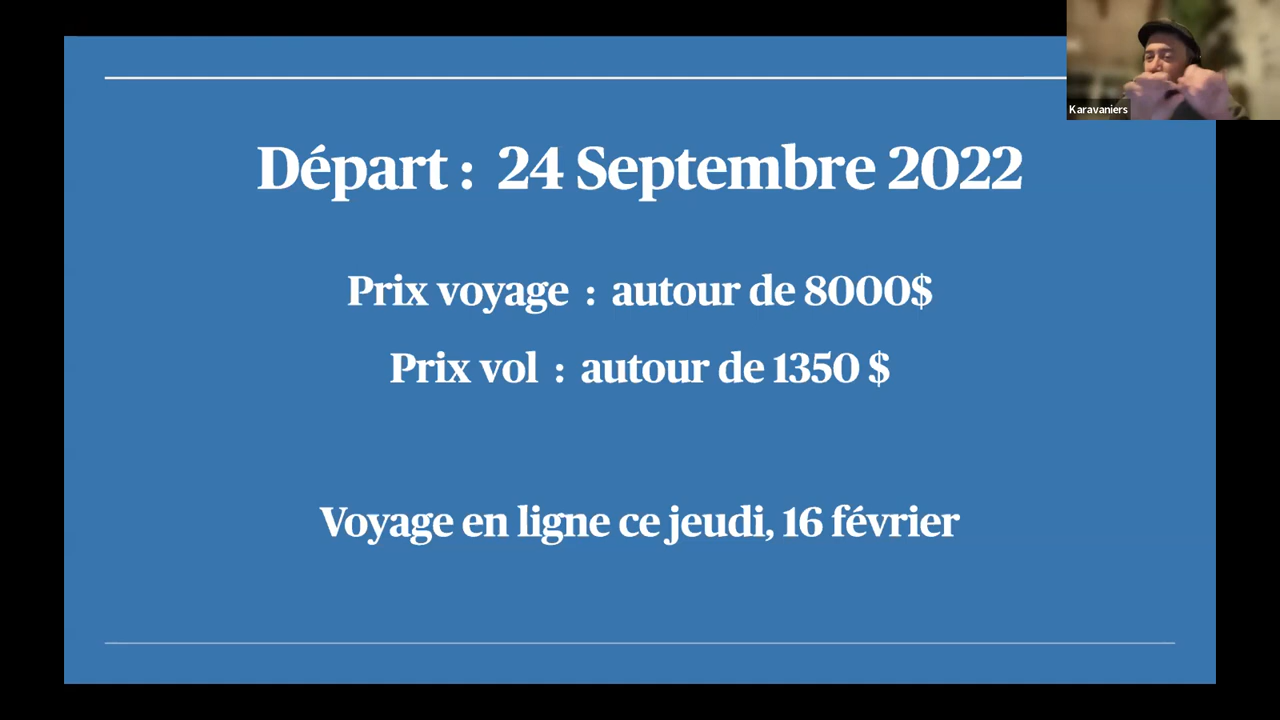 Karavaniers
Départ : 24 Septembre 2022
Prix voyage : autour de 8000$
Prix vol : autour de 1350 $
Voyage en ligne ce jeudi, 16 février